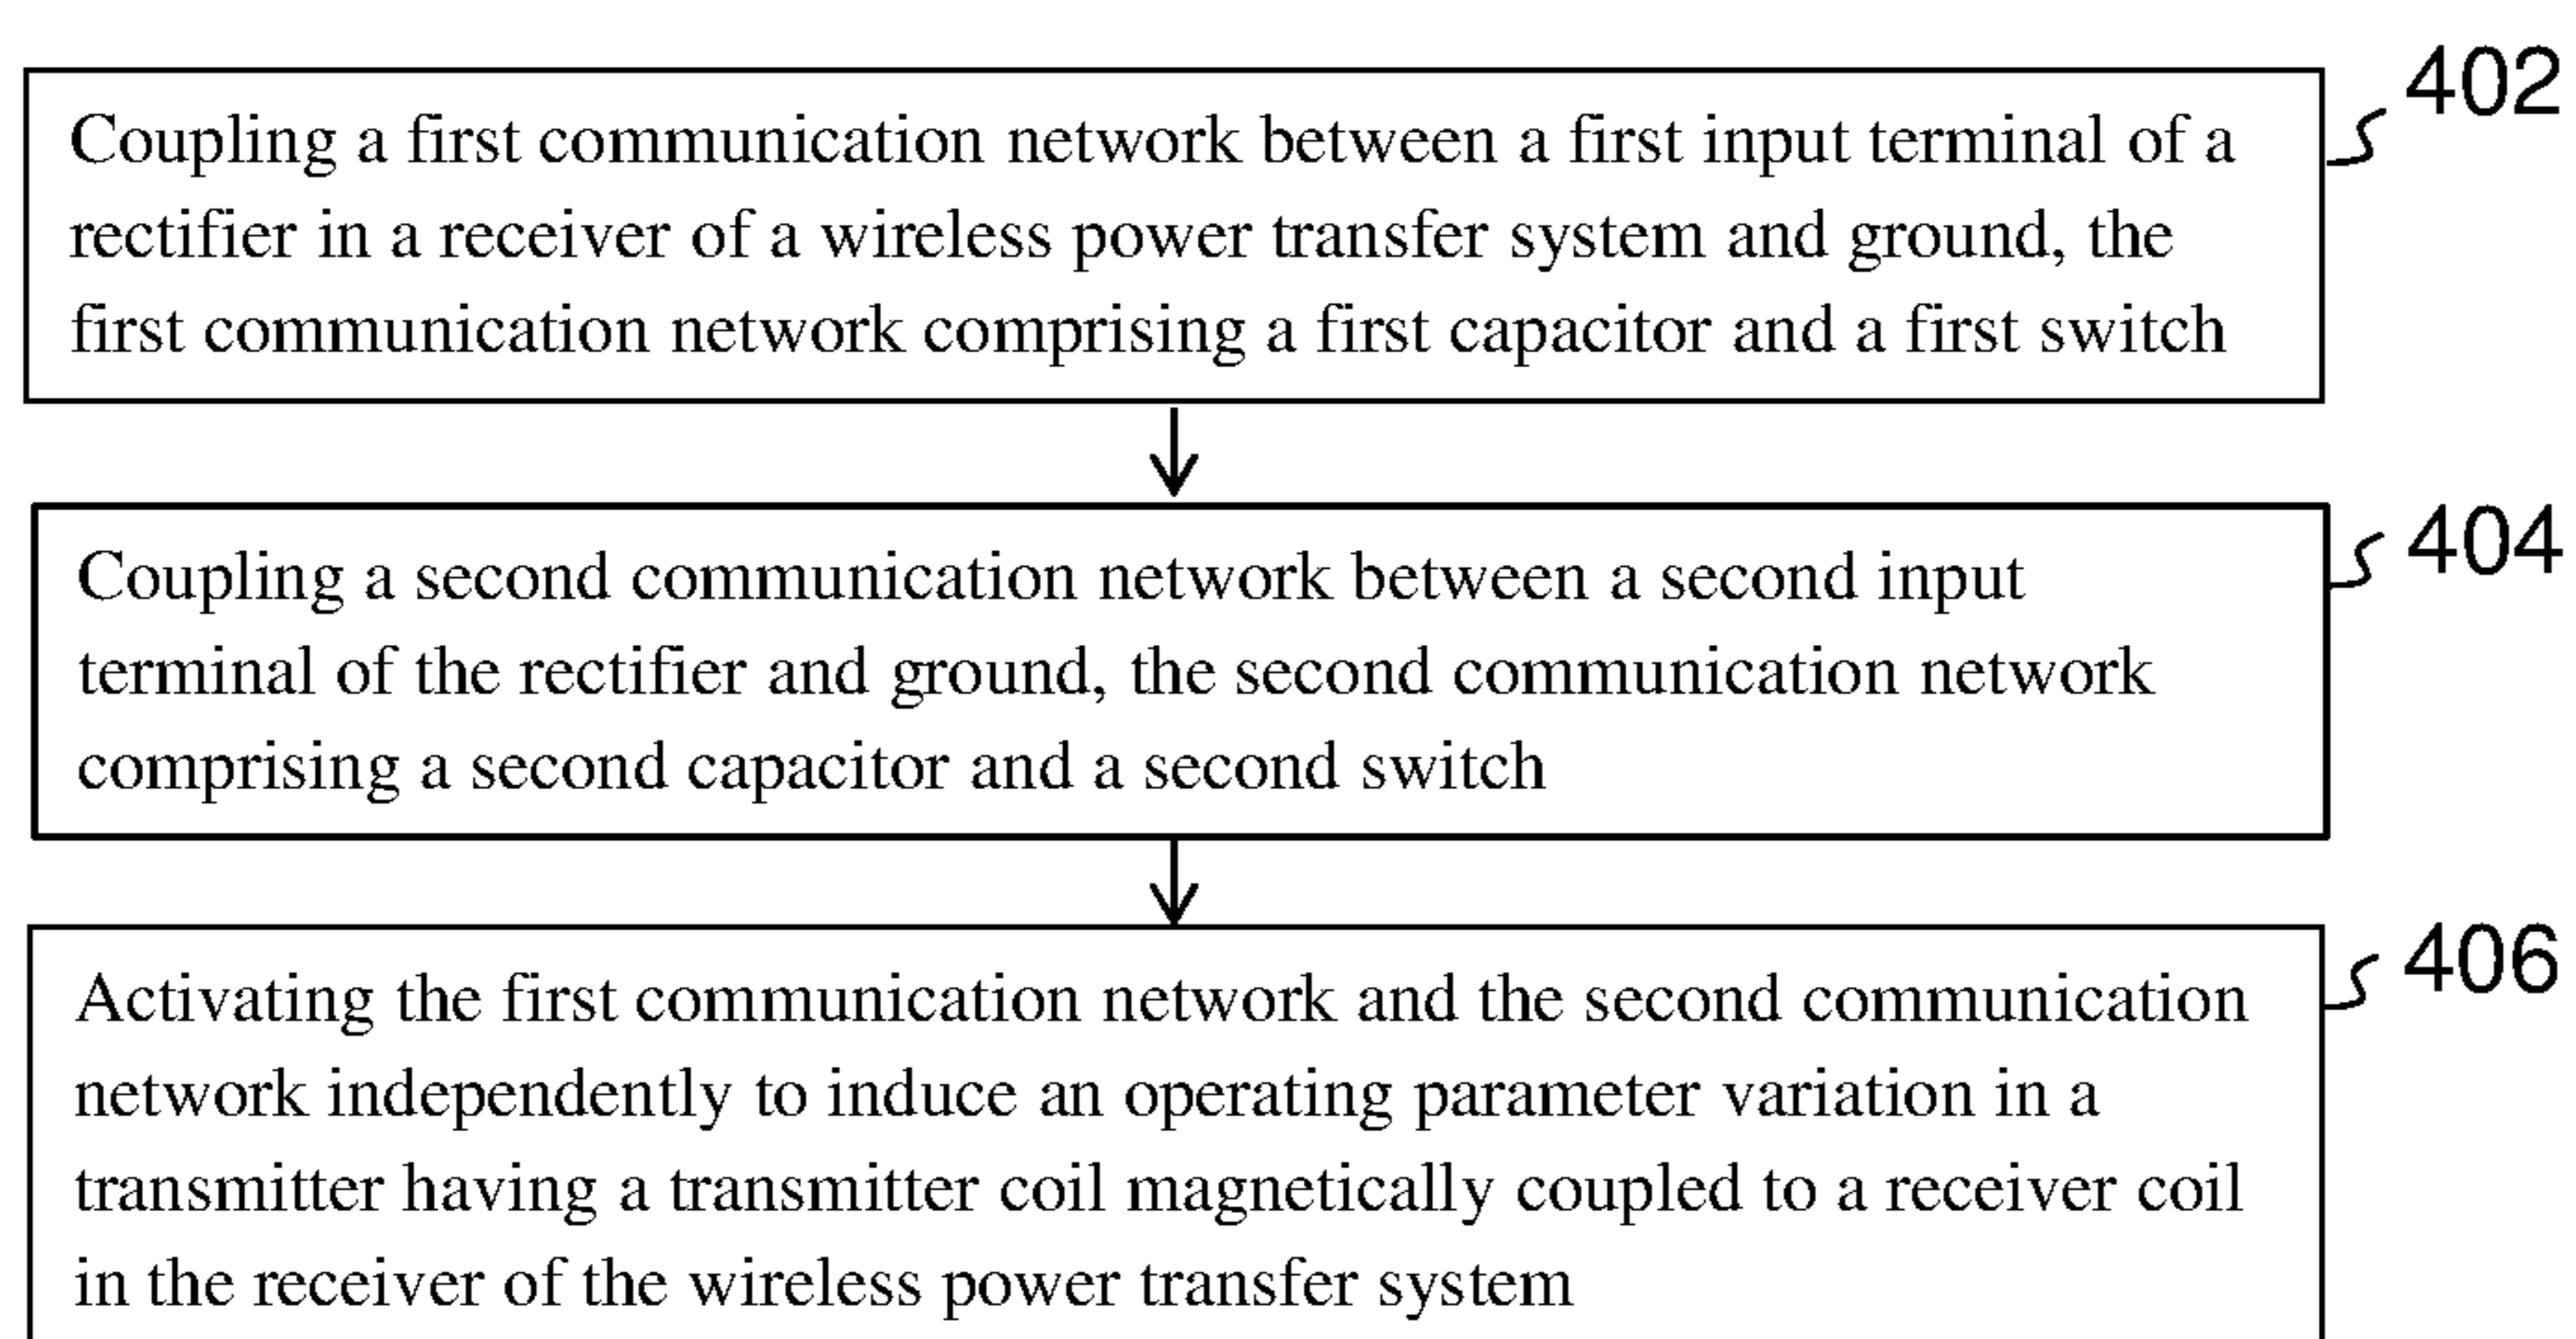 402
Coupling a first communication network between a first input terminal of a
rectifier in a receiver of a wireless power transfer system and ground, the
first communication network comprising a first capacitor and a first switch
404
Coupling a second communication network between a second input
terminal of the rectifier and ground, the second communication network
comprising a second capacitor and a second switch
406
Activating the first communication network and the second communication
network independently to induce an operating parameter variation in a
transmitter having a transmitter coil magnetically coupled to a receiver coil
in the receiver of the wireless power transfer system